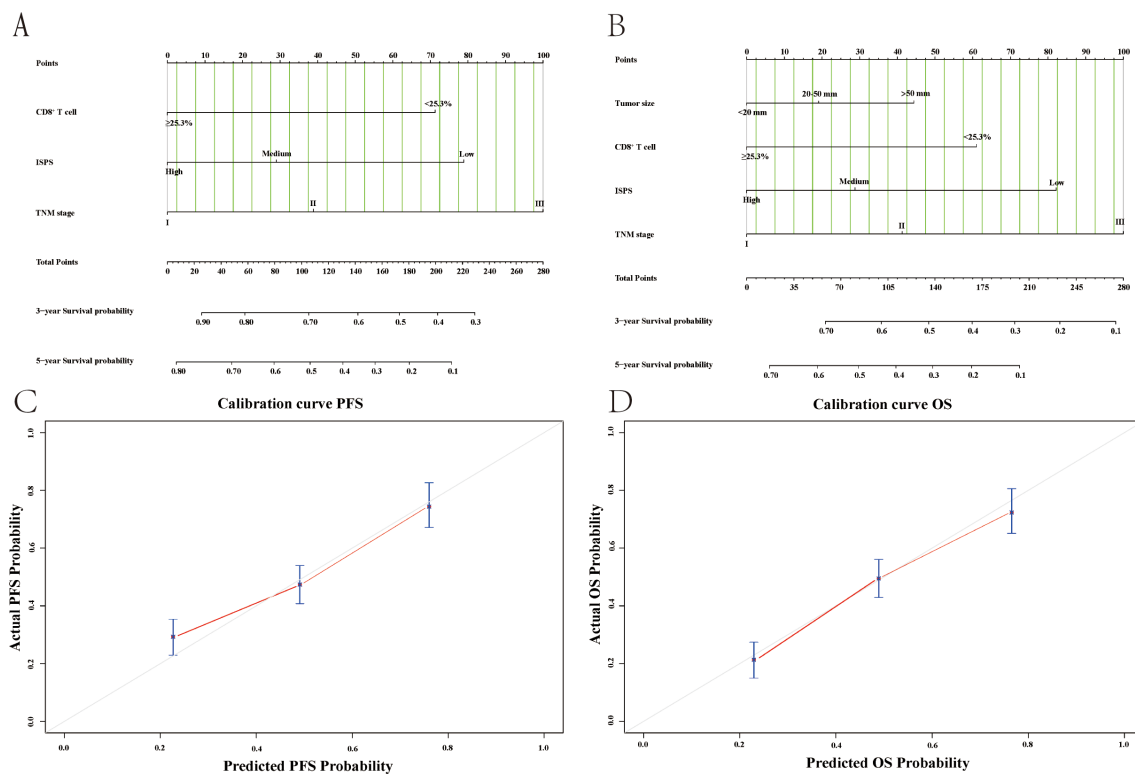 A
0 10 20 30 40 50 60 70 80 90 100
Points
<25.3%
CD8⁺ T cell
≥25.3%
Medium Low
ISPS
High
II III
TNM stage
I
Total Points
0 20 40 60 80 100 120 140 160 180 200 220 240 260 280
3−year Survival probability
0.90 0.80 0.70 0.6 0.5 0.4 0.3
5−year Survival probability
0.80 0.70 0.6 0.5 0.4 0.3 0.2 0.1
B
0 10 20 30 40 50 60 70 80 90 100
Points
20-50 mm >50 mm
Tumor size
<20 mm
<25.3%
CD8⁺ T cell
≥25.3%
Medium Low
ISPS
High
II III
TNM stage
I
Total Points
0 35 70 105 140 175 210 245 280
3−year Survival probability
0.70 0.6 0.5 0.4 0.3 0.2 0.1
5−year Survival probability
0.70 0.6 0.5 0.4 0.3 0.2 0.1
C
Calibration curve PFS
Actual PFS Probability
1.0
0.8
0.6
0.4
0.2
0.0
0.0 0.2 0.4 0.6 0.8 1.0
Predicted PFS Probability
D
Calibration curve OS
Actual OS Probability
1.0
0.8
0.6
0.4
0.2
0.0
0.0 0.2 0.4 0.6 0.8 1.0
Predicted OS Probability